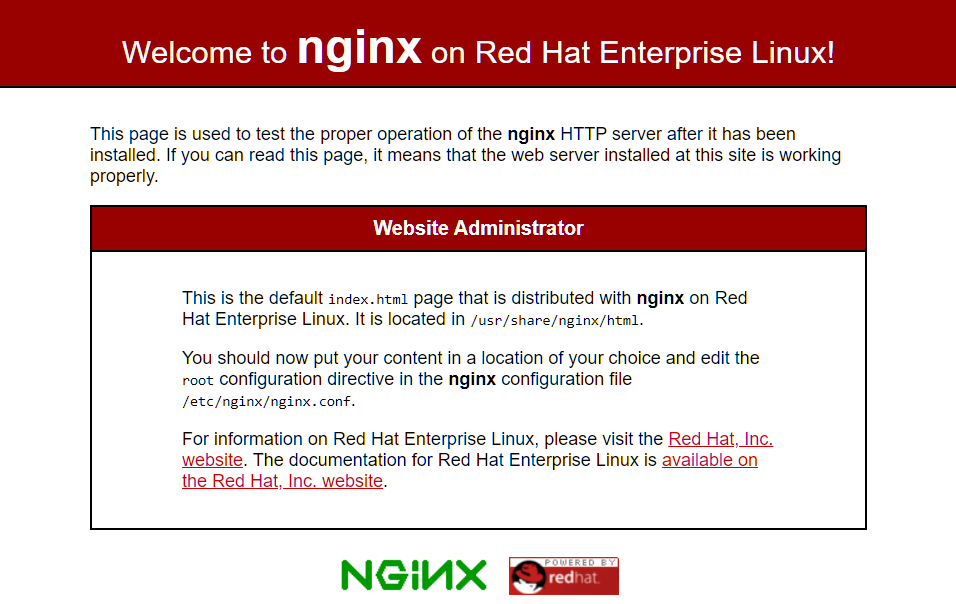 Welcome to nginx on Red Hat Enterprise Linux!
This page is used to test the proper operation of the nginx HTTP server after it has been
installed. If you can read this page, it means that the web server installed at this site is working
properly.
Website Administrator
This is the default index.html page that is distributed with nginx on Red
Hat Enterprise Linux. It is located in /usr/share/nginx/html.
You should now put your content in a location of your choice and edit the
root configuration directive in the nginx configuration file
/etc/nginx/nginx.conf.
For information on Red Hat Enterprise Linux, please visit the Red Hat, Inc.
website. The documentation for Red Hat Enterprise Linux is available on
the Red Hat, Inc. website.
NGiNX
POWERED BY
redhat.